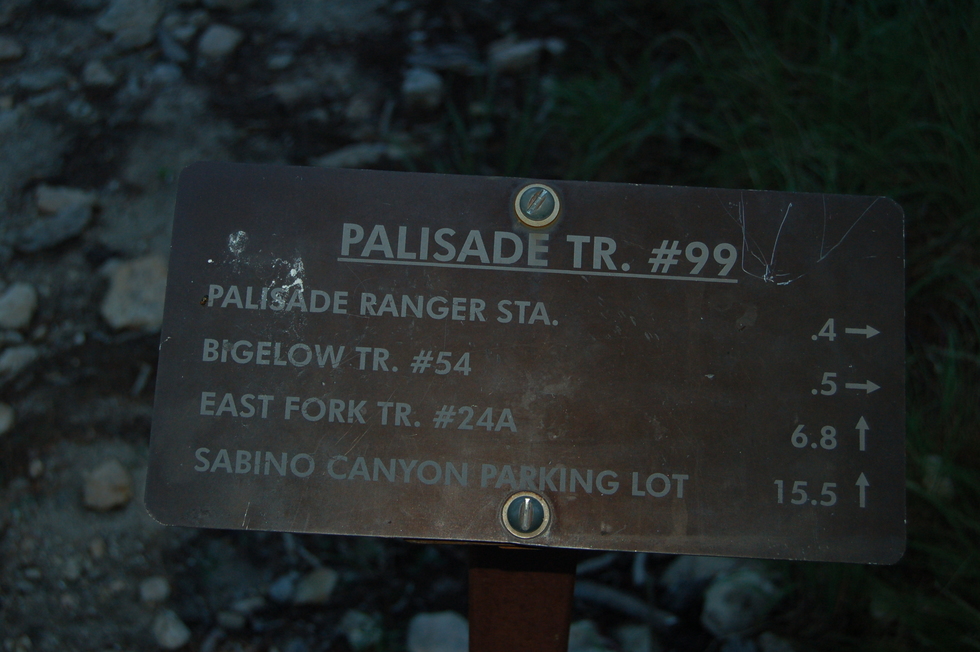 PALISADE TR. #99
PALISADE RANGER STA. .4 →
BIGELOW TR. #54 .5 →
EAST FORK TR. #24A 6.8 ↑
SABINO CANYON PARKING LOT 15.5 ↑